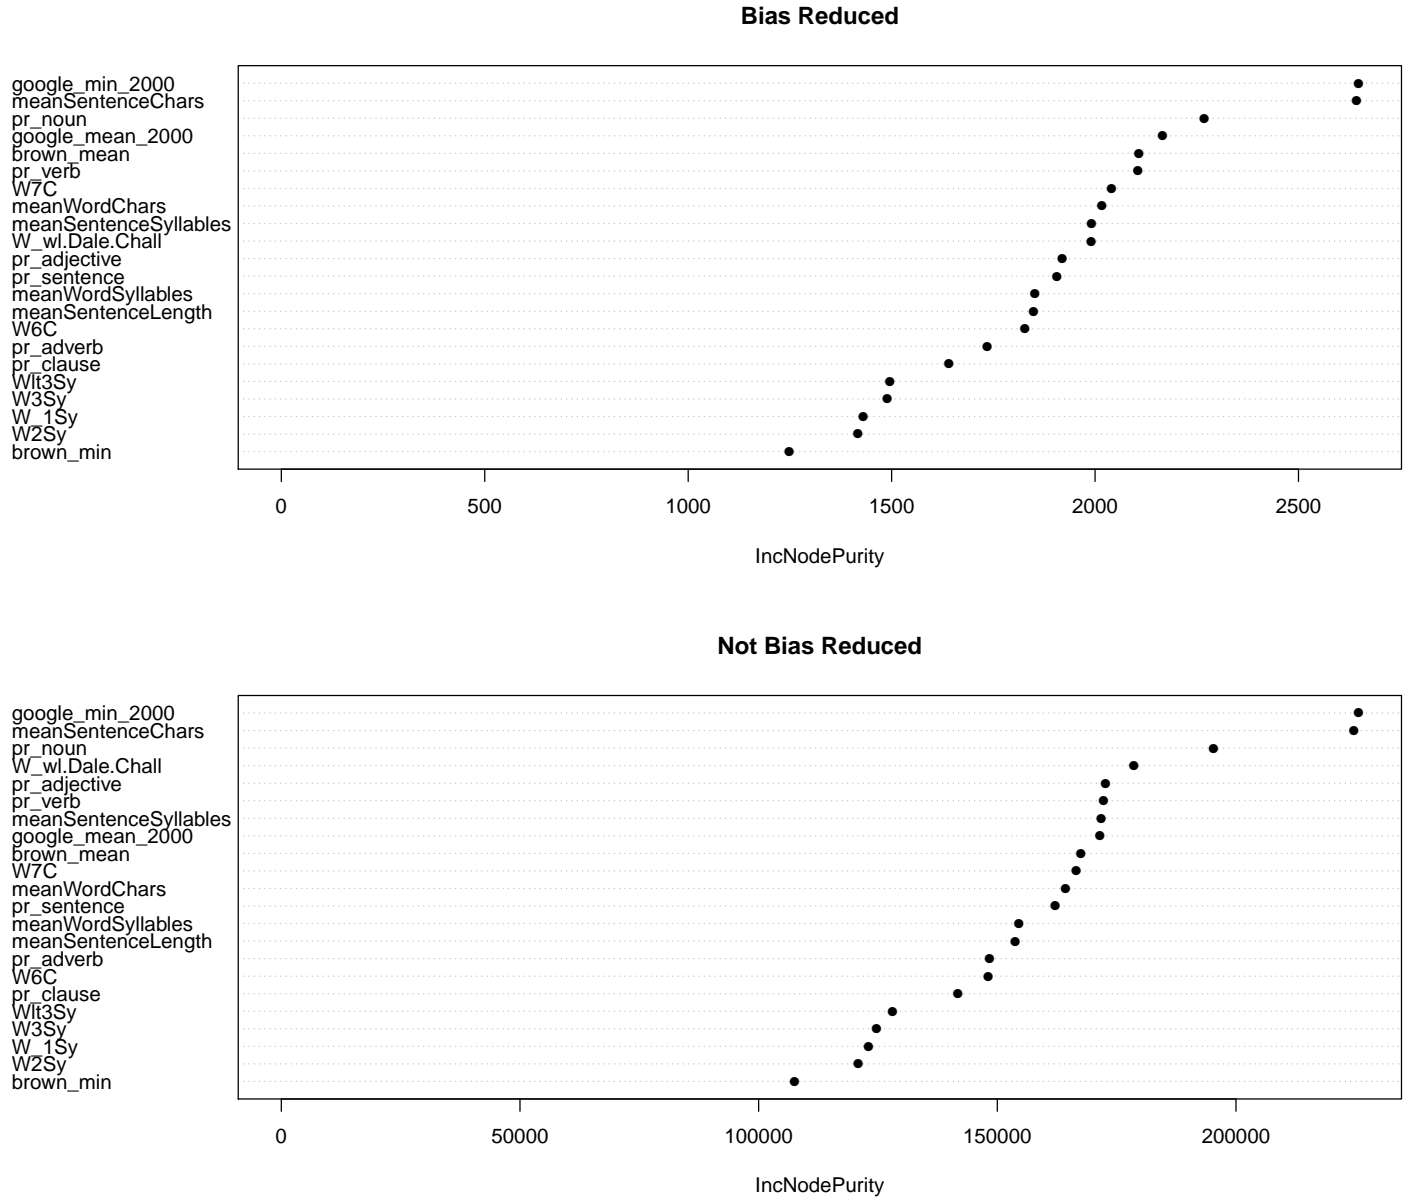 Bias Reduced
google_min_2000
meanSentenceChars
pr_noun
google_mean_2000
brown_mean
pr_verb
W7C
meanWordChars
meanSentenceSyllables
W_wl.Dale.Chall
pr_adjective
pr_sentence
meanWordSyllables
meanSentenceLength
W6C
pr_adverb
pr_clause
Wlt3Sy
W3Sy
W_1Sy
W2Sy
brown_min
0 500 1000 1500 2000 2500
IncNodePurity
Not Bias Reduced
google_min_2000
meanSentenceChars
pr_noun
W_wl.Dale.Chall
pr_adjective
pr_verb
meanSentenceSyllables
google_mean_2000
brown_mean
W7C
meanWordChars
pr_sentence
meanWordSyllables
meanSentenceLength
pr_adverb
W6C
pr_clause
Wlt3Sy
W3Sy
W_1Sy
W2Sy
brown_min
0 50000 100000 150000 200000
IncNodePurity